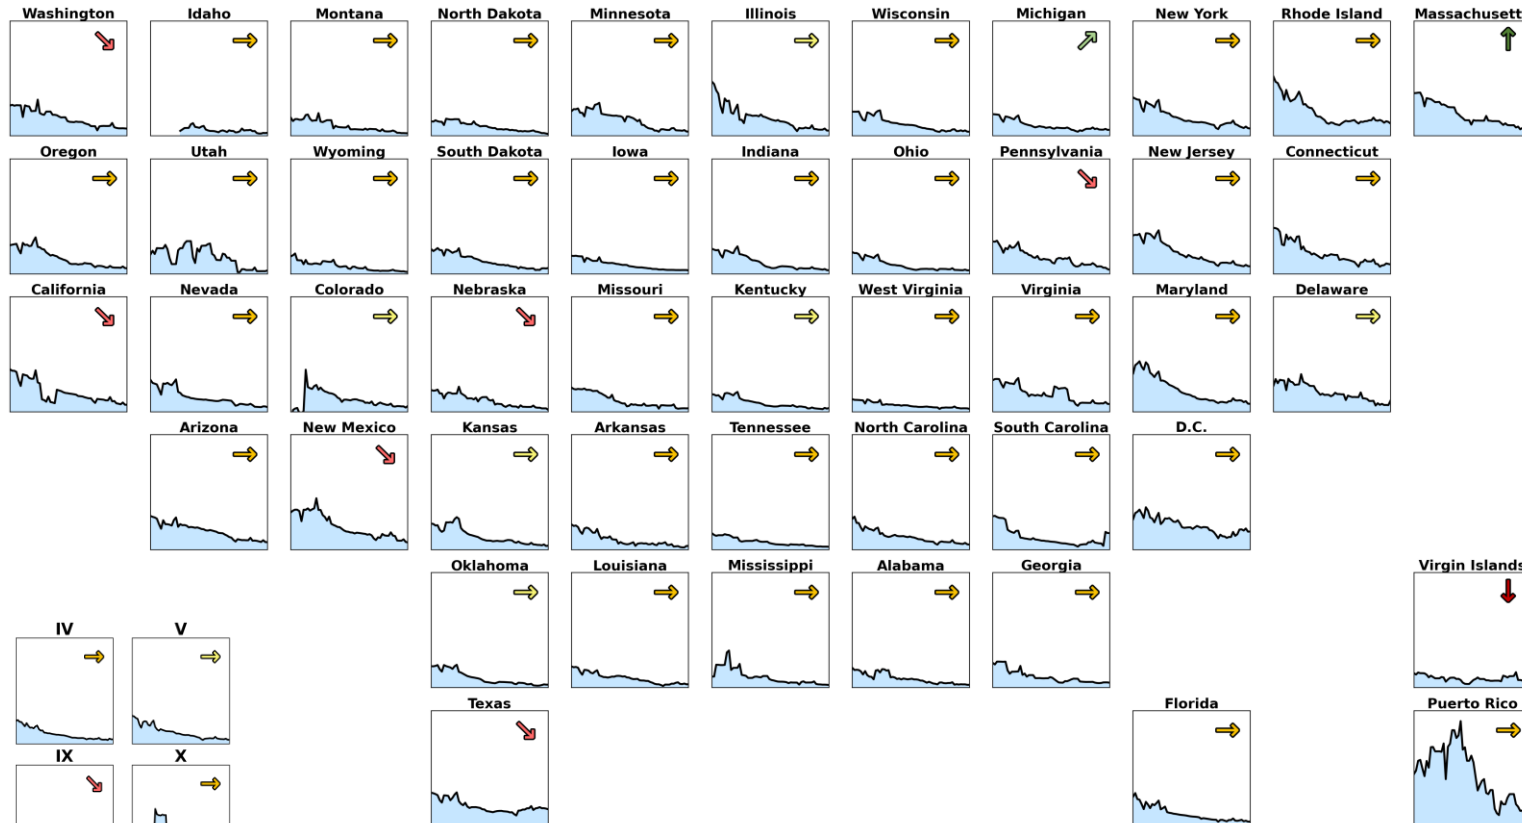 Washington Idaho Montana North Dakota Minnesota Illinois Wisconsin Michigan New York Rhode Island Massachusett
Oregon Utah Wyoming South Dakota Iowa Indiana Ohio Pennsylvania New Jersey Connecticut
California Nevada Colorado Nebraska Missouri Kentucky West Virginia Virginia Maryland Delaware
Arizona New Mexico Kansas Arkansas Tennessee North Carolina South Carolina D.C.
Oklahoma Louisiana Mississippi Alabama Georgia Virgin Islands
IV V
Texas Florida Puerto Rico
IX X